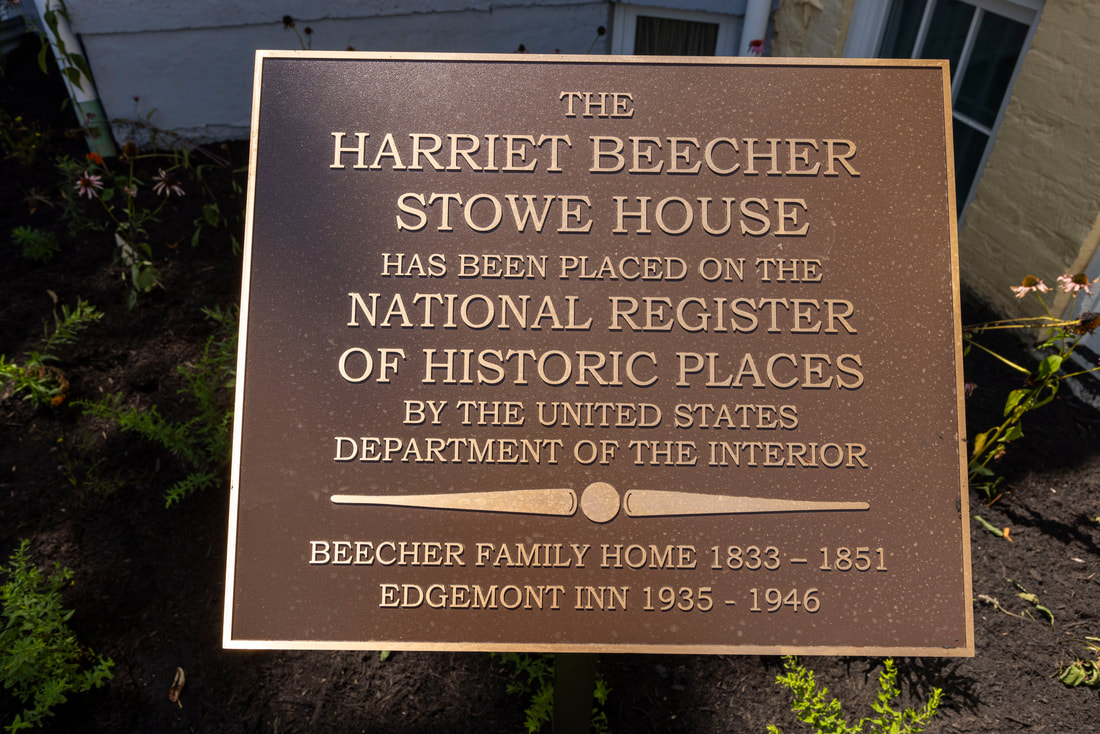 THE
HARRIET BEECHER
STOWE HOUSE
HAS BEEN PLACED ON THE
NATIONAL REGISTER
OF HISTORIC PLACES
BY THE UNITED STATES
DEPARTMENT OF THE INTERIOR
BEECHER FAMILY HOME 1833 – 1851
EDGEMONT INN 1935 - 1946